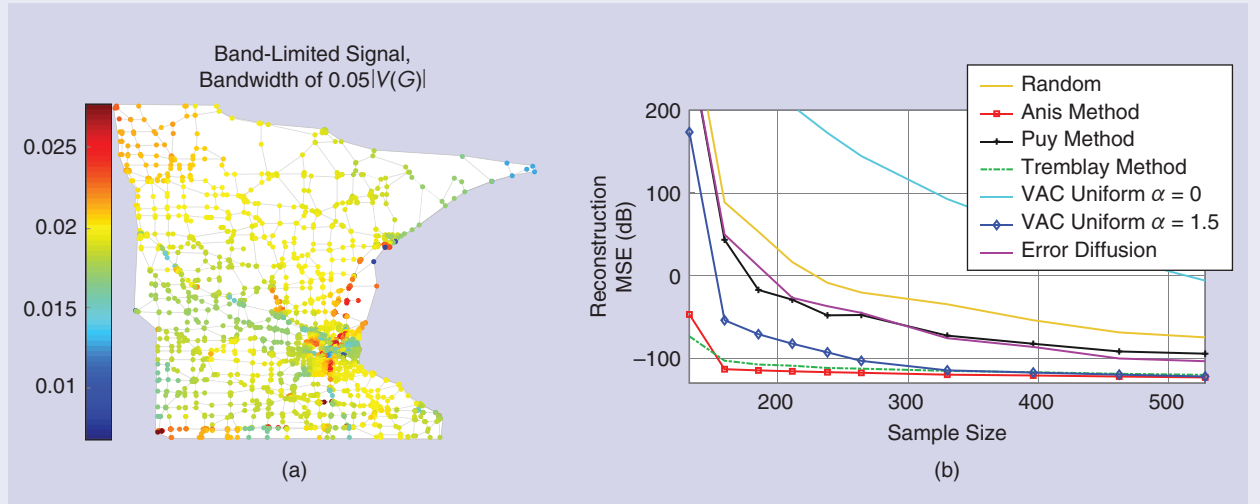 Band-Limited Signal,
Bandwidth of 0.05|V(G)|
0.025
0.02
0.015
0.01
(a)
Reconstruction
MSE (dB)
200
100
0
−100
200
300
400
500
Sample Size
Random
Anis Method
Puy Method
Tremblay Method
VAC Uniform α = 0
VAC Uniform α = 1.5
Error Diffusion
(b)